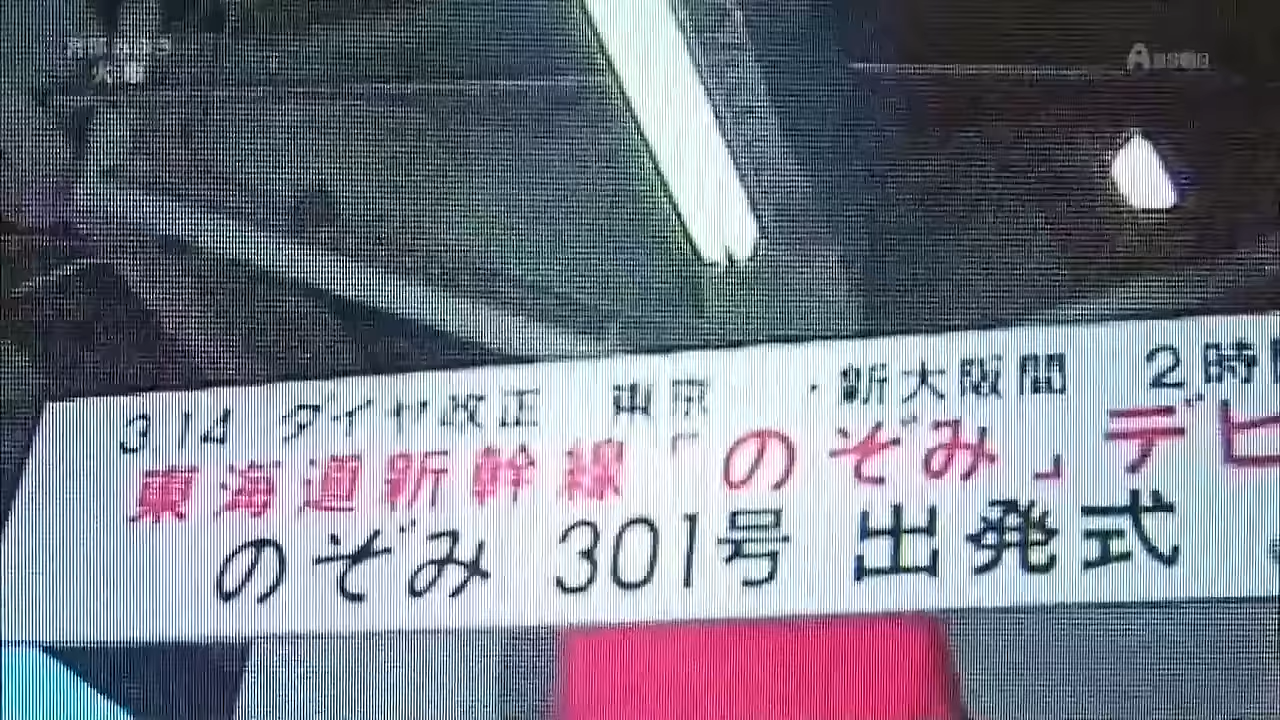 3.14 ダイヤ改正 東京・新大阪間 2時
東海道新幹線「のぞみ」デビ
のぞみ 301号 出発式